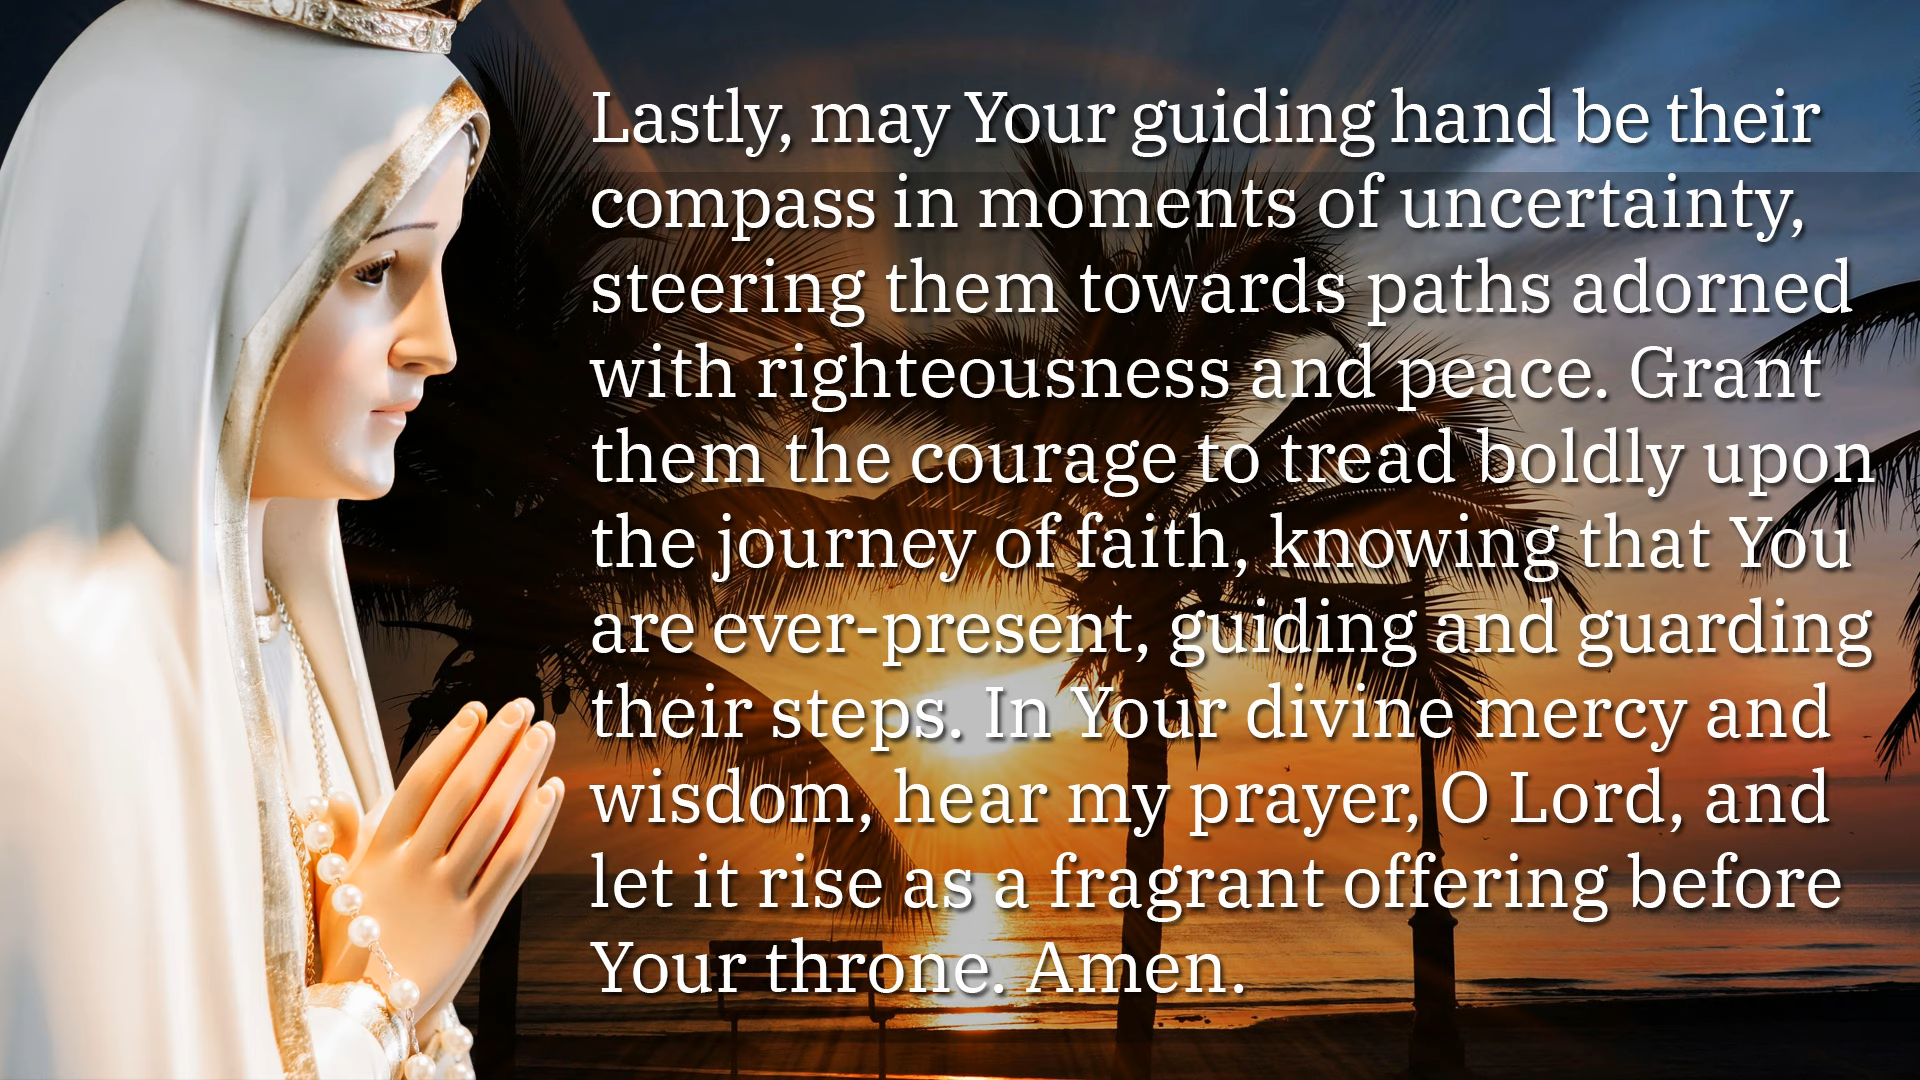 Lastly, may Your guiding hand be their
compass in moments of uncertainty,
steering them towards paths adorned
with righteousness and peace. Grant
them the courage to tread boldly upon
the journey of faith, knowing that You
are ever-present, guiding and guarding
their steps. In Your divine mercy and
wisdom, hear my prayer, O Lord, and
let it rise as a fragrant offering before
Your throne. Amen.